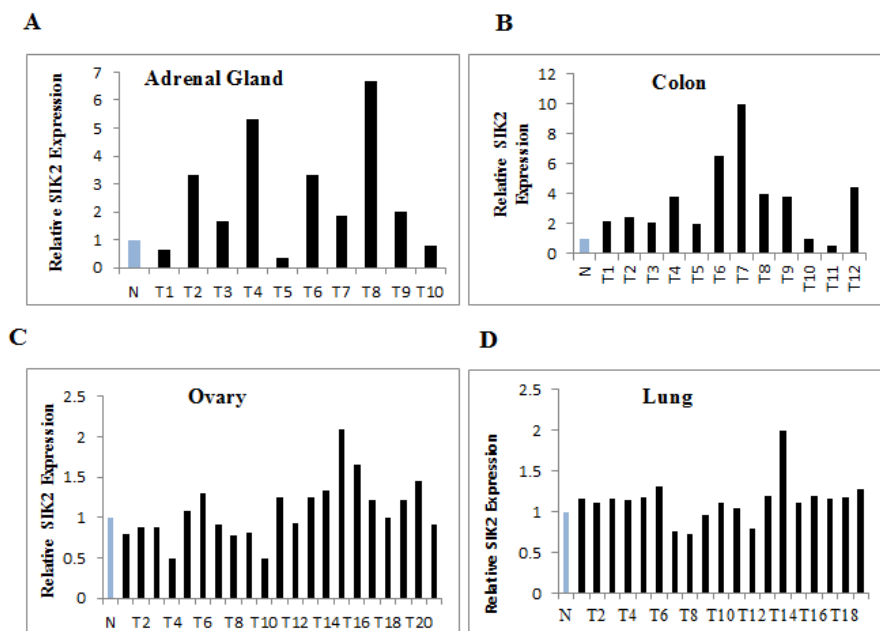 A
Adrenal Gland
Relative SIK2 Expression
7
6
5
4
3
2
1
0
N T1 T2 T3 T4 T5 T6 T7 T8 T9 T10
B
Colon
Relative SIK2
Expression
12
10
8
6
4
2
0
N T1 T2 T3 T4 T5 T6 T7 T8 T9 T10 T11 T12
C
Ovary
Relative SIK2 Expression
2.5
2
1.5
1
0.5
0
N T2 T4 T6 T8 T10 T12 T14 T16 T18 T20
D
Lung
Relative SIK2 Expression
2.5
2
1.5
1
0.5
0
N T2 T4 T6 T8 T10 T12 T14 T16 T18